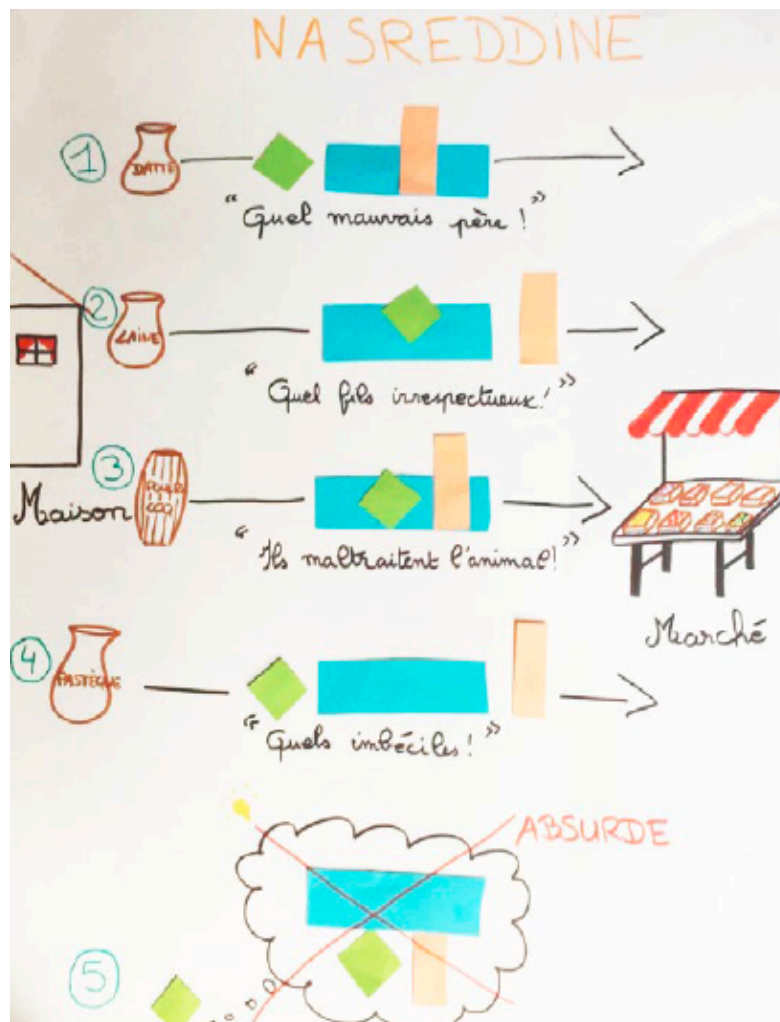 NASREDDINE
1
DATTE
"Quel mauvais père !"
2
LAINE
"Quel fils irrespectueux!"
3
Maison
"Ils maltraitent l'animal!"
Marché
4
PASTÈQUE
"Quels imbéciles!"
ABSURDE
5